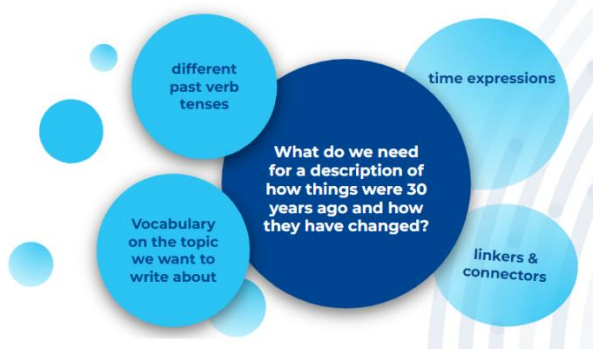 different
past verb
tenses
time expressions
What do we need
for a description of
how things were 30
years ago and how
they have changed?
Vocabulary
on the topic
we want to
write about
linkers &
connectors